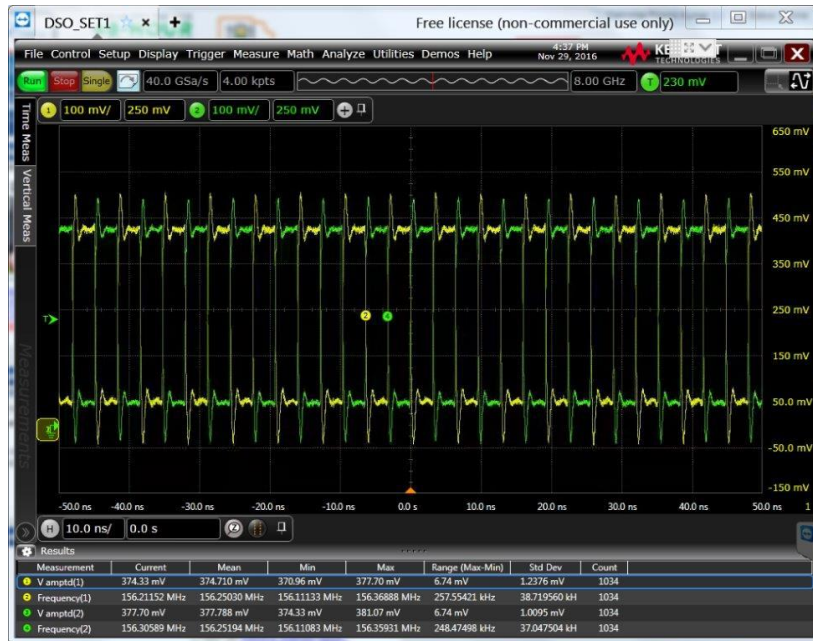 DSO_SET1 × +
Free license (non-commercial use only)
File Control Setup Display Trigger Measure Math Analyze Utilities Demos Help
4:37 PM
Nov 29, 2016
TECHNOLOGIES
Run Stop Single 40.0 GSa/s 4.00 kpts 8.00 GHz T 230 mV
1 100 mV/ 250 mV 2 100 mV/ 250 mV
Time Meas
Vertical Meas
Measurements
650 mV
550 mV
450 mV
350 mV
250 mV
150 mV
50.0 mV
-50.0 mV
-150 mV
T
2 4
-50.0 ns -40.0 ns -30.0 ns -20.0 ns -10.0 ns 0.0 s 10.0 ns 20.0 ns 30.0 ns 40.0 ns 50.0 ns 1
H 10.0 ns/ 0.0 s
Results
Measurement Current Mean Min Max Range (Max-Min) Std Dev Count
V amptd(1) 374.33 mV 374.710 mV 370.96 mV 377.70 mV 6.74 mV 1.2376 mV 1034
Frequency(1) 156.21152 MHz 156.25030 MHz 156.11133 MHz 156.36888 MHz 257.55421 kHz 38.719560 kH 1034
V amptd(2) 377.70 mV 377.788 mV 374.33 mV 381.07 mV 6.74 mV 1.0095 mV 1034
Frequency(2) 156.30589 MHz 156.25194 MHz 156.11083 MHz 156.35931 MHz 248.47498 kHz 37.047504 kH 1034